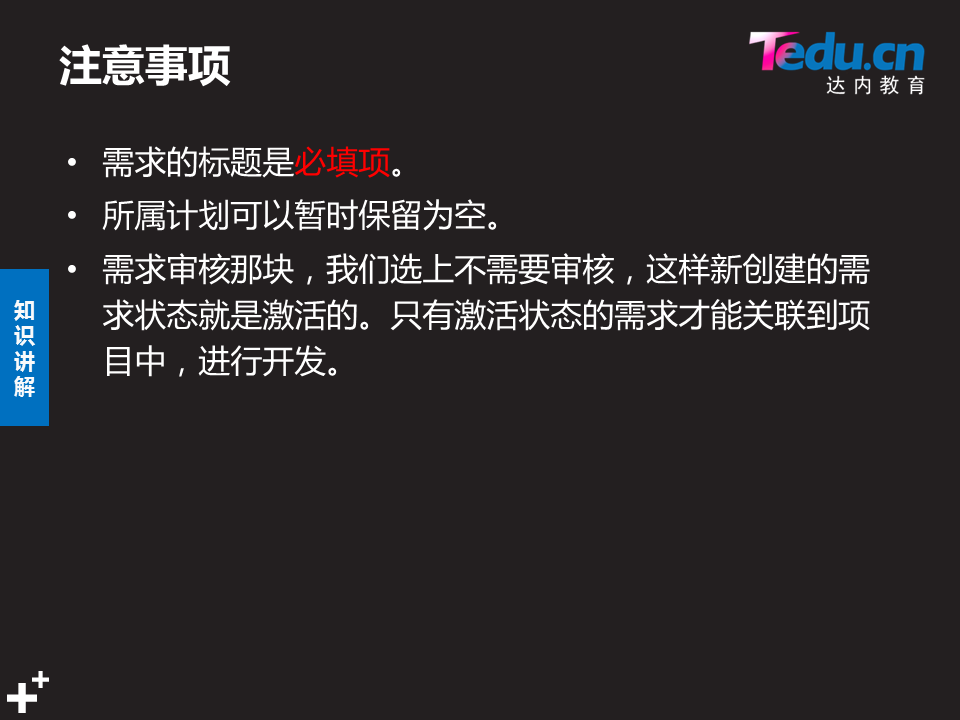 注意事项
Tedu.cn
达内教育
• 需求的标题是必填项。
• 所属计划可以暂时保留为空。
• 需求审核那块，我们选上不需要审核，这样新创建的需
求状态就是激活的。只有激活状态的需求才能关联到项
目中，进行开发。
知
识
讲
解